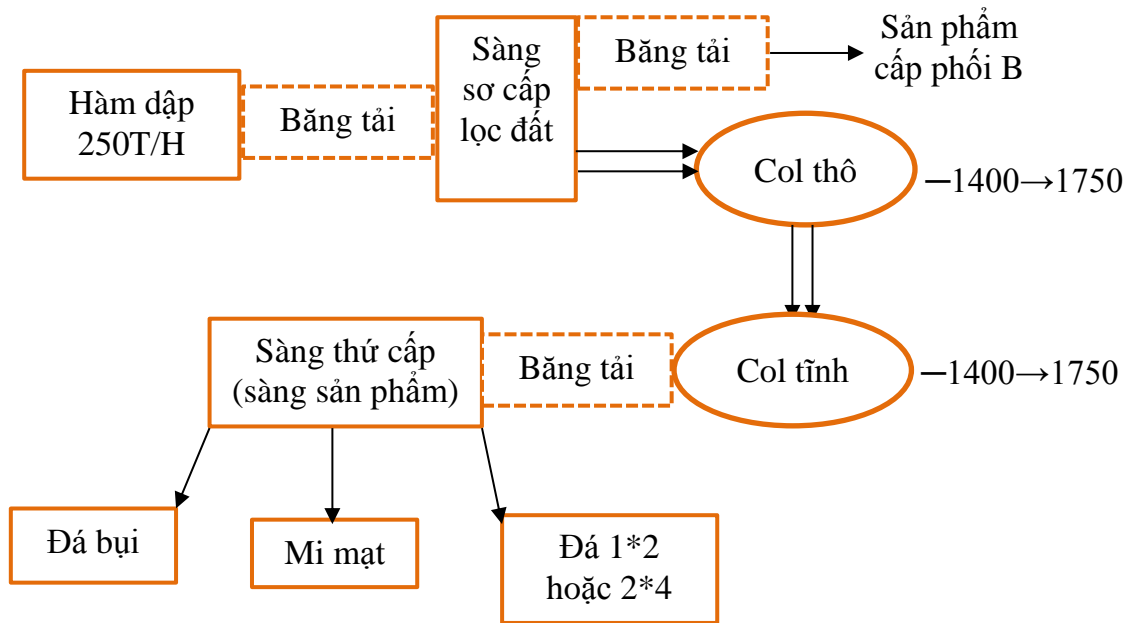 Hàm dập
250T/H
Băng tải
Sàng
sơ cấp
lọc đất
Băng tải
Sản phẩm
cấp phối B
Col thô
—1400→1750
Sàng thứ cấp
(sàng sản phẩm)
Băng tải
Col tĩnh
—1400→1750
Đá bụi
Mi mạt
Đá 1*2
hoặc 2*4